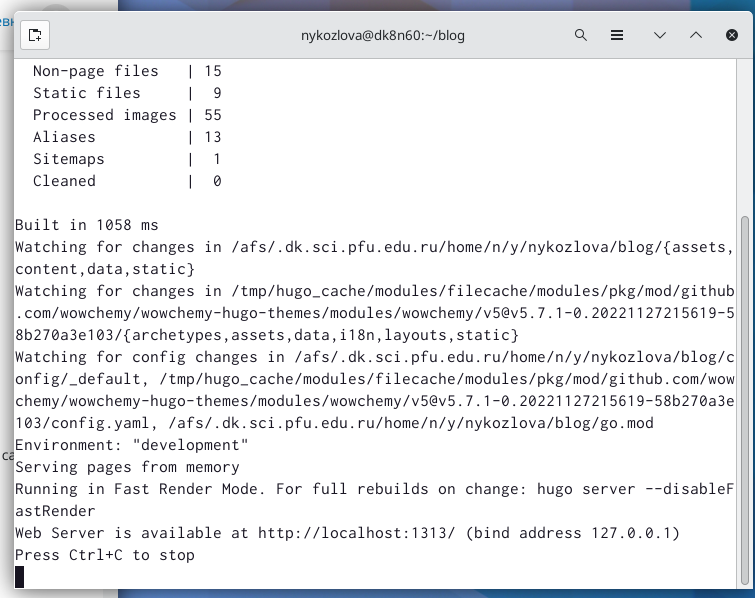 евн
nykozlova@dk8n60:~/blog
Non-page files | 15
Static files | 9
Processed images | 55
Aliases | 13
Sitemaps | 1
Cleaned | 0
Built in 1058 ms
Watching for changes in /afs/.dk.sci.pfu.edu.ru/home/n/y/nykozlova/blog/{assets,
content,data,static}
Watching for changes in /tmp/hugo_cache/modules/filecache/modules/pkg/mod/github
.com/wowchemy/wowchemy-hugo-themes/modules/wowchemy/v5@v5.7.1-0.20221127215619-5
8b270a3e103/{archetypes,assets,data,i18n,layouts,static}
Watching for config changes in /afs/.dk.sci.pfu.edu.ru/home/n/y/nykozlova/blog/c
onfig/_default, /tmp/hugo_cache/modules/filecache/modules/pkg/mod/github.com/wow
chemy/wowchemy-hugo-themes/modules/wowchemy/v5@v5.7.1-0.20221127215619-58b270a3e
103/config.yaml, /afs/.dk.sci.pfu.edu.ru/home/n/y/nykozlova/blog/go.mod
Environment: "development"
са
Serving pages from memory
Running in Fast Render Mode. For full rebuilds on change: hugo server --disableF
astRender
Web Server is available at http://localhost:1313/ (bind address 127.0.0.1)
Press Ctrl+C to stop